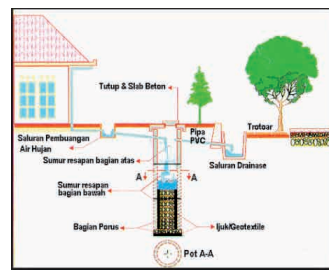 Tutup & Slab Beton
Saluran Pembuangan
Air Hujan
Pipa
PVC
Trotoar
Sumur resapan bagian atas
Saluran Drainase
A
A
Sumur resapan
bagian bawah
Bagian Porus
Ijuk/Geotextile
Pot A-A